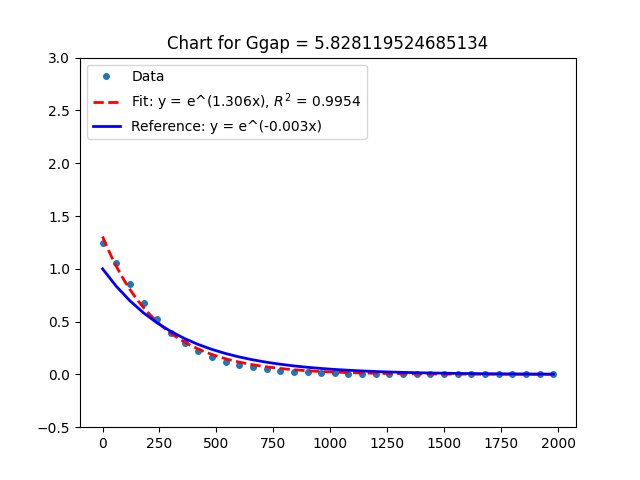 Chart for Ggap = 5.828119524685134
3.0
2.5
2.0
1.5
1.0
0.5
0.0
−0.5
Data
Fit: y = e^(1.306x), R² = 0.9954
Reference: y = e^(-0.003x)
0 250 500 750 1000 1250 1500 1750 2000